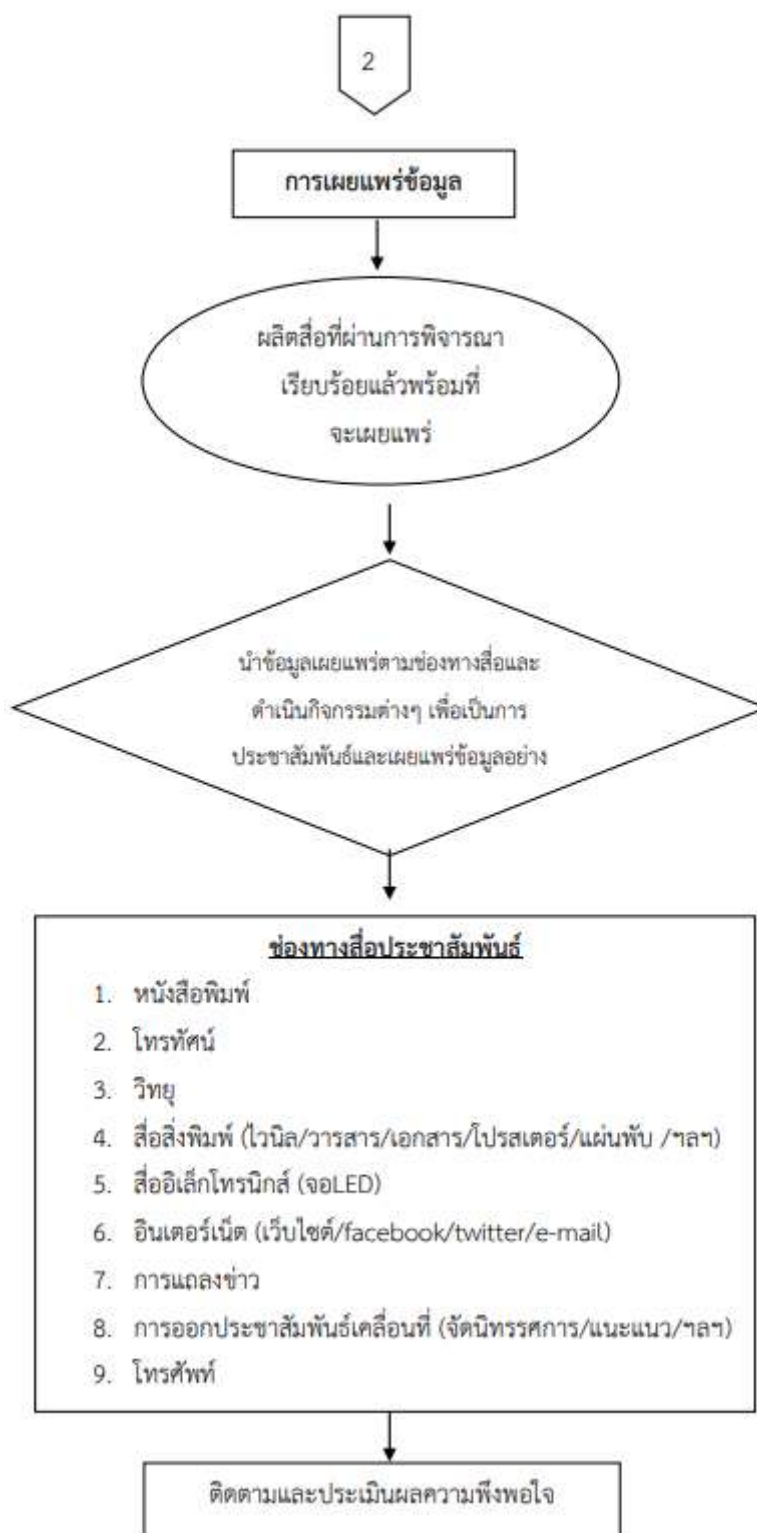 2
การเผยแพร่ข้อมูล
ผลิตสื่อที่ผ่านการพิจารณา
เรียบร้อยแล้วพร้อมที่
จะเผยแพร่
นำข้อมูลเผยแพร่ตามช่องทางสื่อและ
ดำเนินกิจกรรมต่างๆ เพื่อเป็นการ
ประชาสัมพันธ์และเผยแพร่ข้อมูลอย่าง
ช่องทางสื่อประชาสัมพันธ์
1. หนังสือพิมพ์
2. โทรทัศน์
3. วิทยุ
4. สื่อสิ่งพิมพ์ (ไวนิล/วารสาร/เอกสาร/โปรสเตอร์/แผ่นพับ /ฯลฯ)
5. สื่ออิเล็กโทรนิกส์ (จอLED)
6. อินเตอร์เน็ต (เว็บไซต์/facebook/twitter/e-mail)
7. การแถลงข่าว
8. การออกประชาสัมพันธ์เคลื่อนที่ (จัดนิทรรศการ/แนะแนว/ฯลฯ)
9. โทรศัพท์
ติดตามและประเมินผลความพึงพอใจ